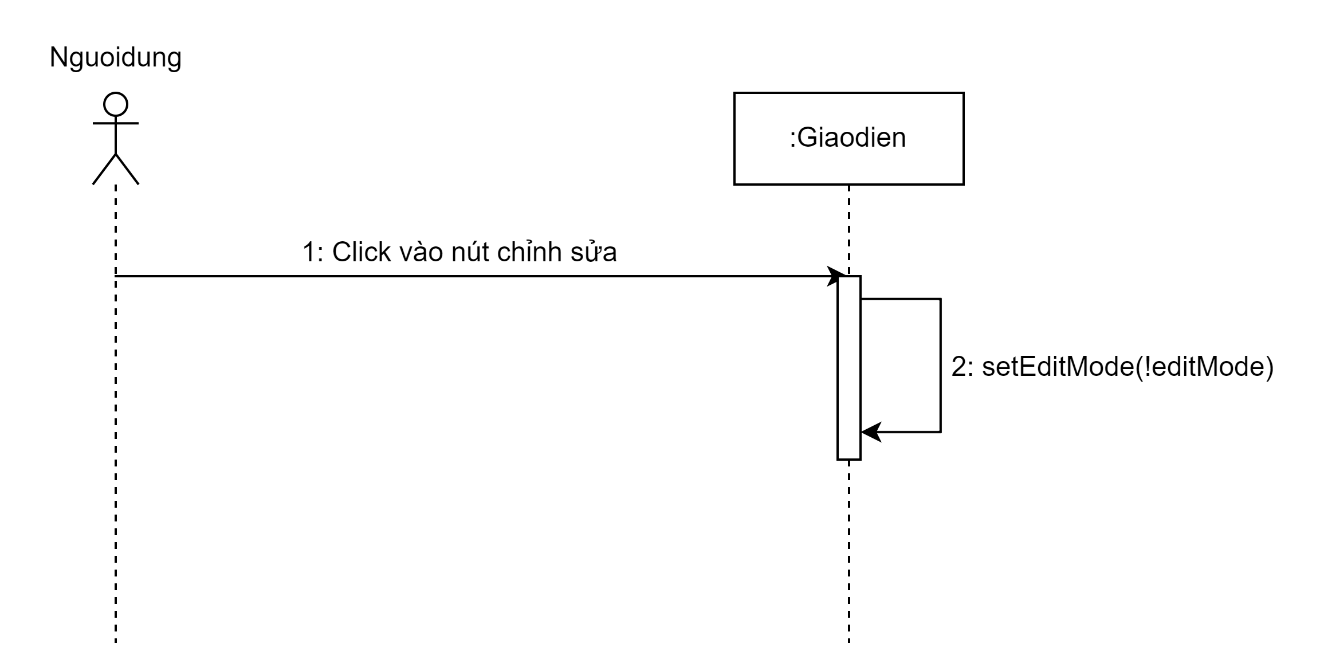 Nguoidung
:Giaodien
1: Click vào nút chỉnh sửa
2: setEditMode(!editMode)